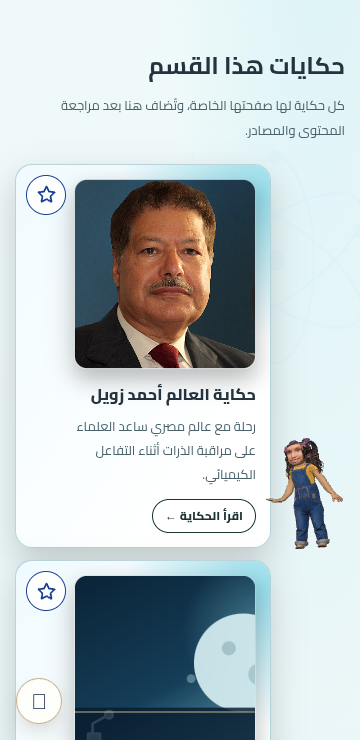 حكايات هذا القسم
كل حكاية لها صفحتها الخاصة، وتُضاف هنا بعد مراجعة
المحتوى والمصادر.
حكاية العالم أحمد زويل
رحلة مع عالم مصري ساعد العلماء
على مراقبة الذرات أثناء التفاعل
الكيميائي.
اقرأ الحكاية ←